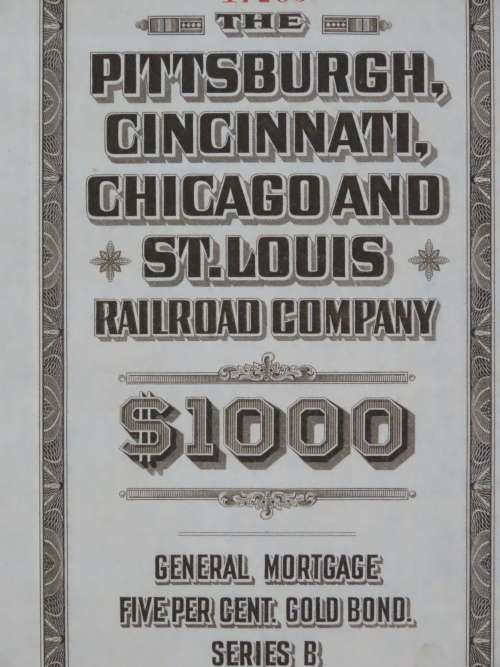 THE
PITTSBURGH,
CINCINNATI,
CHICAGO AND
ST. LOUIS
RAILROAD COMPANY
$1000
GENERAL MORTGAGE
FIVE PER CENT. GOLD BOND.
SERIES B